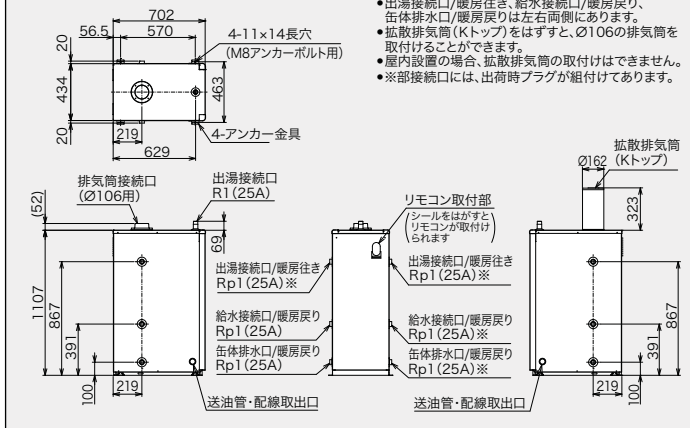 ●出湯接続口/暖房往き、給水接続口/暖房戻り、
缶体排水口/暖房戻りは左右両側にあります。
●拡散排気筒(Kトップ)をはずすと、Ø106の排気筒を
取付けることができます。
●屋内設置の場合、拡散排気筒の取付けはできません。
●※部接続口には、出荷時プラグが組付けてあります。
702
56.5
570
4-11×14長穴
(M8アンカーボルト用)
20
434
463
20
219
4-アンカー金具
629
拡散排気筒
(Kトップ)
Ø162
323
排気筒接続口
(Ø106用)
出湯接続口
R1(25A)
(52)
69
リモコン取付部
(シールをはがすと
リモコンが取付け
られます)
出湯接続口/暖房往き
Rp1(25A)※
出湯接続口/暖房往き
Rp1(25A)※
1107
867
391
100
219
給水接続口/暖房戻り
Rp1(25A)
給水接続口/暖房戻り
Rp1(25A)※
缶体排水口/暖房戻り
Rp1(25A)
缶体排水口/暖房戻り
Rp1(25A)※
867
391
100
219
送油管・配線取出口
送油管・配線取出口